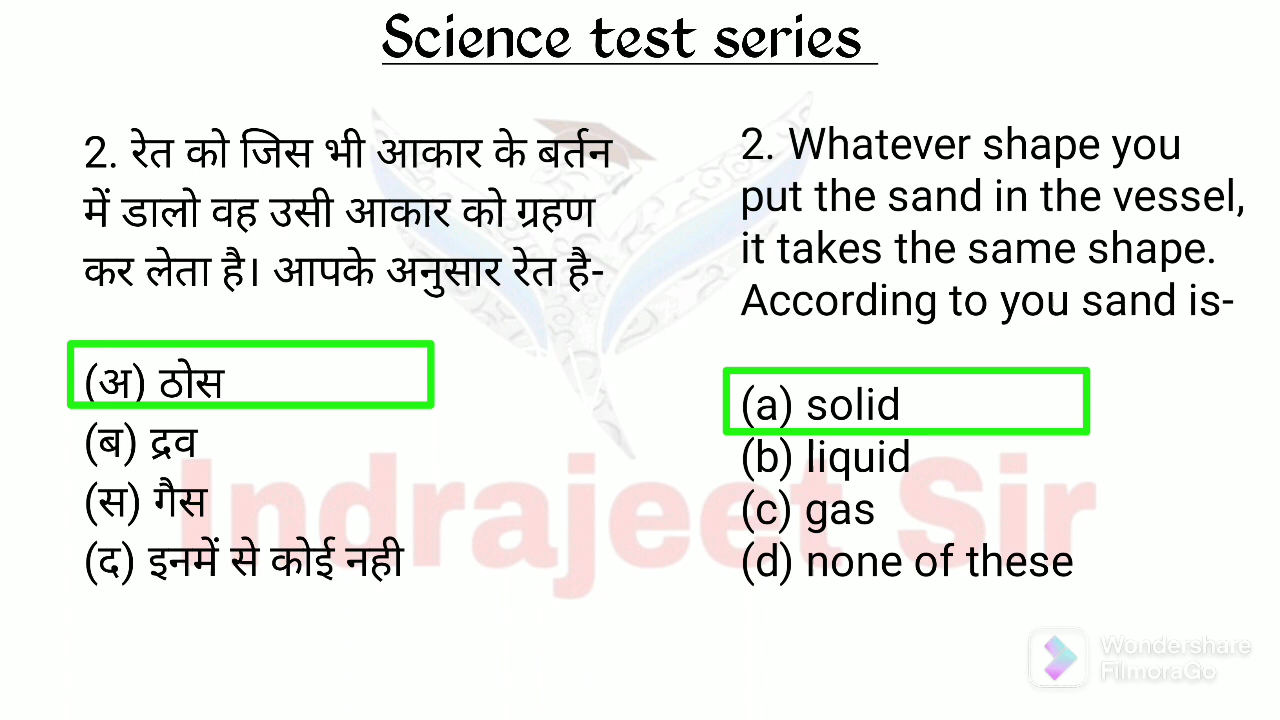 Science test series
2. रेत को जिस भी आकार के बर्तन
में डालो वह उसी आकार को ग्रहण
कर लेता है। आपके अनुसार रेत है-
(अ) ठोस
(ब) द्रव
(स) गैस
(द) इनमें से कोई नही
2. Whatever shape you
put the sand in the vessel,
it takes the same shape.
According to you sand is-
(a) solid
(b) liquid
(c) gas
(d) none of these
Indrajeet Sir
Wondershare
FilmoraGo